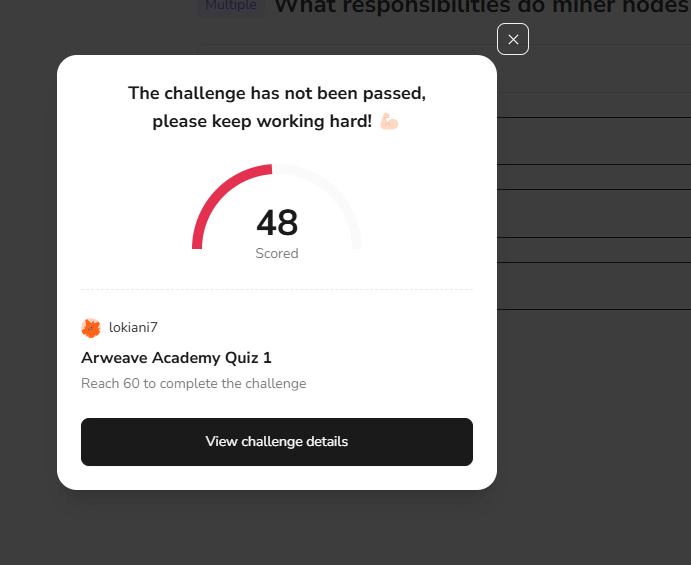 Multiple
What responsibilities do miner nodes
The challenge has not been passed,
please keep working hard! 💪🏻
48
Scored
lokiani7
Arweave Academy Quiz 1
Reach 60 to complete the challenge
View challenge details